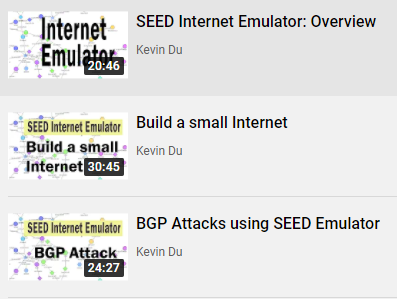 Internet
Emulator
20:46
SEED Internet Emulator: Overview
Kevin Du
SEED Internet Emulator
Build a small
Internet
30:45
Build a small Internet
Kevin Du
SEED Internet Emulator
BGP Attack
24:27
BGP Attacks using SEED Emulator
Kevin Du